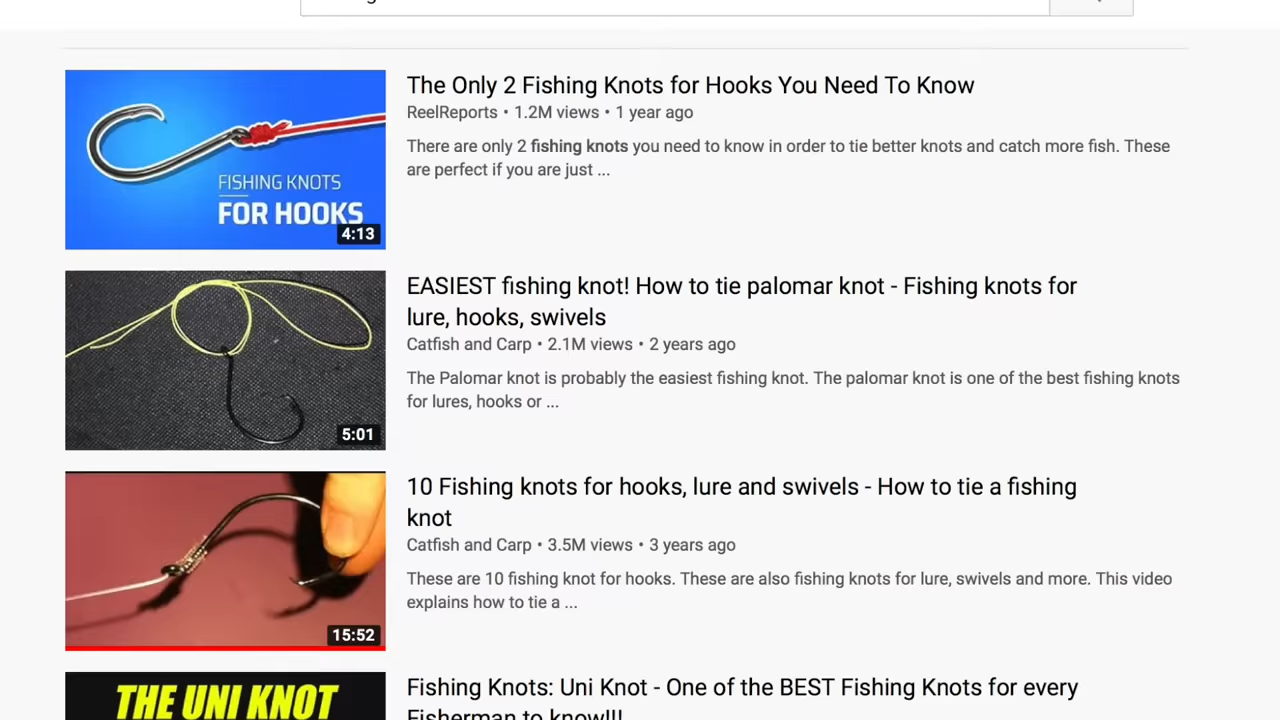 The Only 2 Fishing Knots for Hooks You Need To Know
ReelReports • 1.2M views • 1 year ago
There are only 2 fishing knots you need to know in order to tie better knots and catch more fish. These
are perfect if you are just ...
FISHING KNOTS
FOR HOOKS
4:13
EASIEST fishing knot! How to tie palomar knot - Fishing knots for
lure, hooks, swivels
Catfish and Carp • 2.1M views • 2 years ago
The Palomar knot is probably the easiest fishing knot. The palomar knot is one of the best fishing knots
for lures, hooks or ...
5:01
10 Fishing knots for hooks, lure and swivels - How to tie a fishing
knot
Catfish and Carp • 3.5M views • 3 years ago
These are 10 fishing knot for hooks. These are also fishing knots for lure, swivels and more. This video
explains how to tie a ...
15:52
THE UNI KNOT
Fishing Knots: Uni Knot - One of the BEST Fishing Knots for every
Fisherman to know!!!